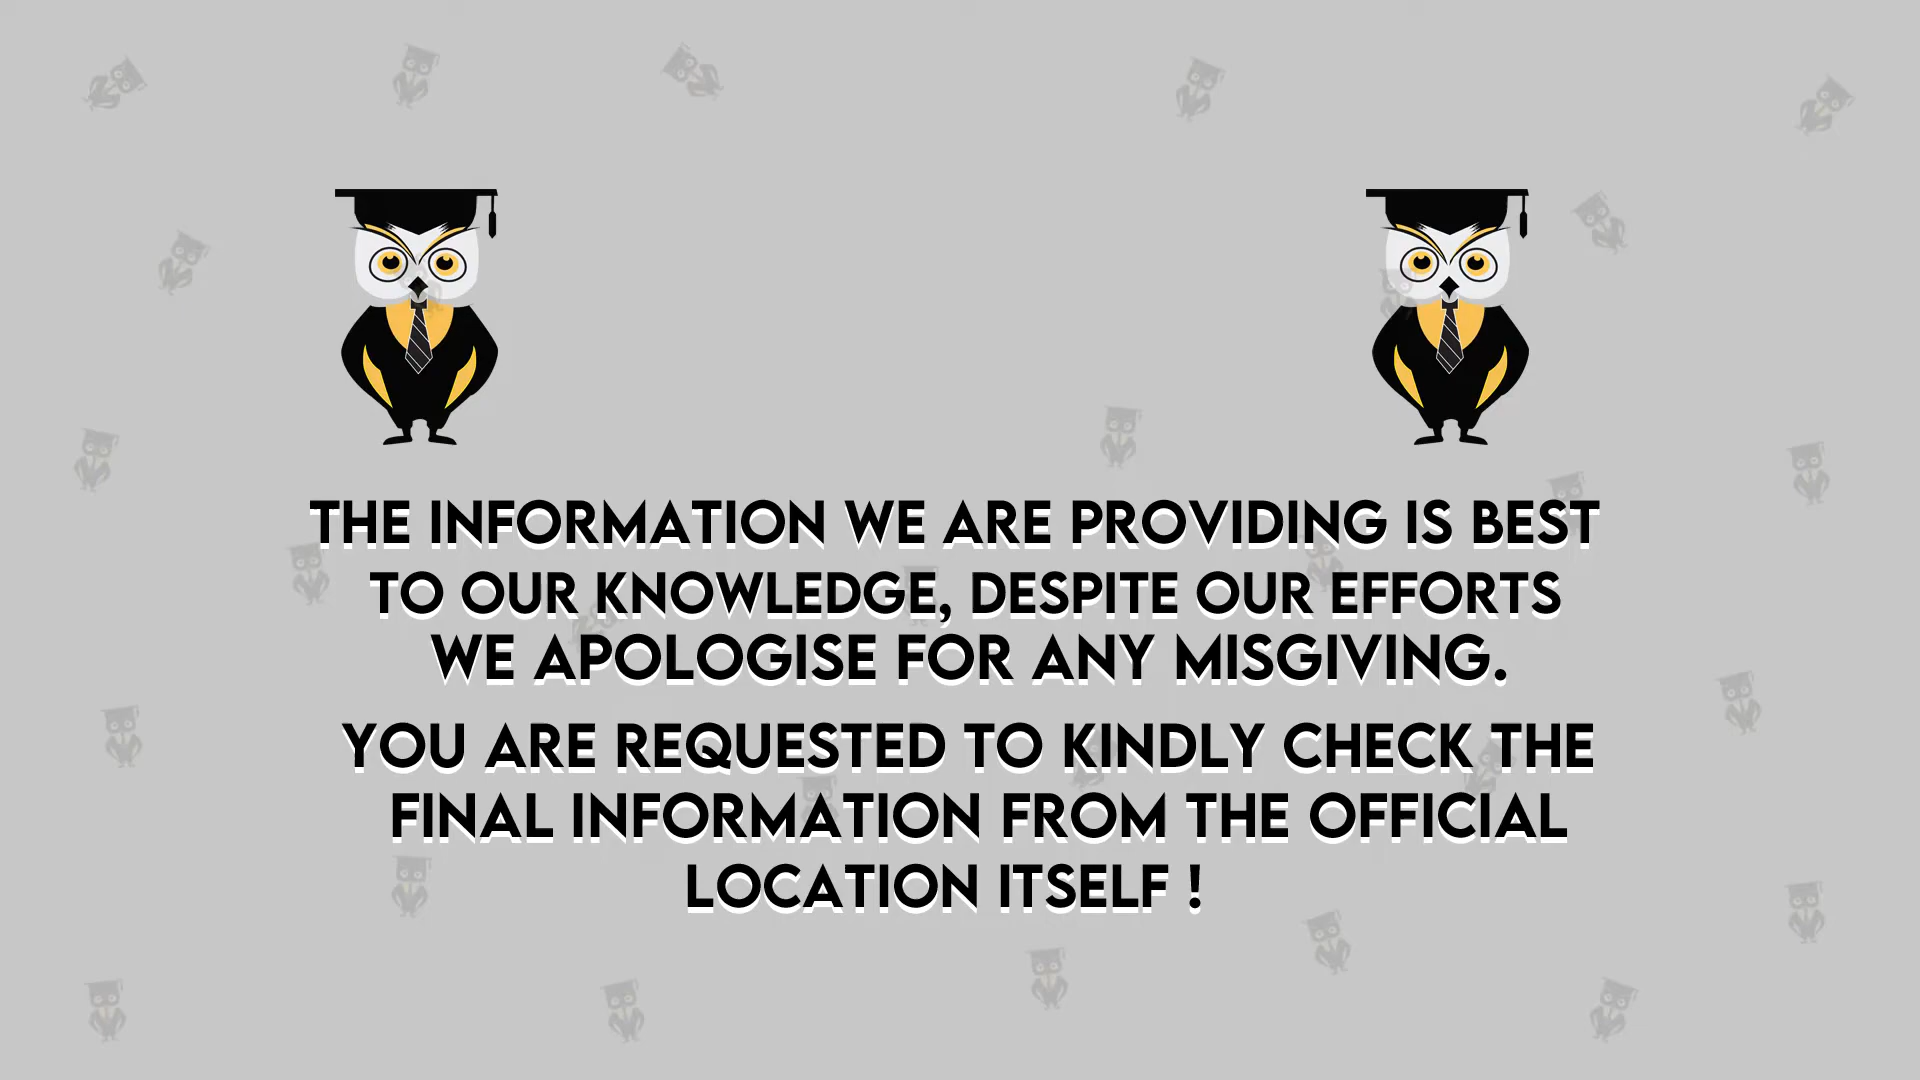 THE INFORMATION WE ARE PROVIDING IS BEST
TO OUR KNOWLEDGE, DESPITE OUR EFFORTS
WE APOLOGISE FOR ANY MISGIVING.
YOU ARE REQUESTED TO KINDLY CHECK THE
FINAL INFORMATION FROM THE OFFICIAL
LOCATION ITSELF !